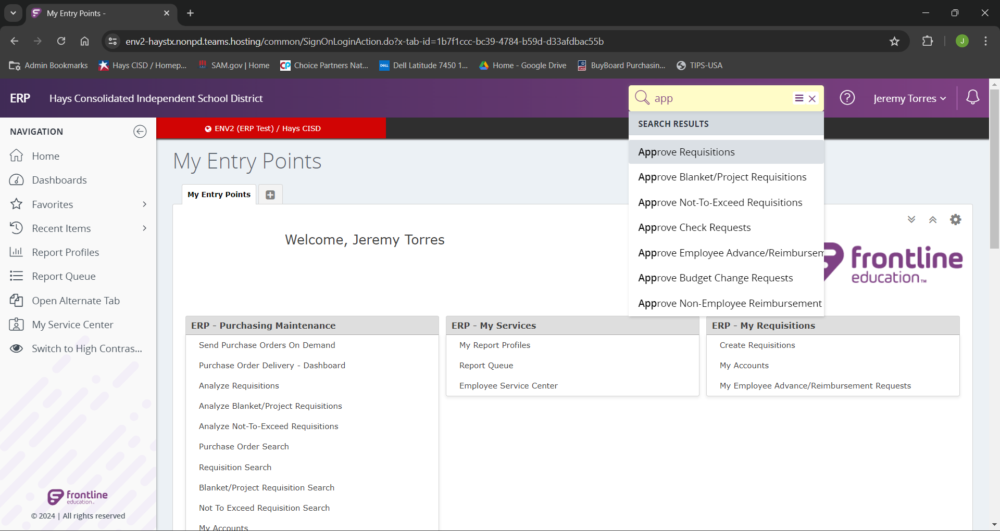 My Entry Points -
env2-haystx.nonpd.teams.hosting/common/SignOnLoginAction.do?x-tab-id=1b7f1ccc-bc39-4784-b59d-d33afdbac55b
J
Admin Bookmarks
Hays CISD / Homep...
SAM.gov | Home
CP Choice Partners Nat...
DELL Dell Latitude 7450 1...
Home - Google Drive
BuyBoard Purchasin...
TIPS-USA
ERP
Hays Consolidated Independent School District
app
Jeremy Torres
NAVIGATION
Home
Dashboards
Favorites
Recent Items
Report Profiles
Report Queue
Open Alternate Tab
My Service Center
Switch to High Contras...
frontline
education™
© 2024 | All rights reserved
ENV2 (ERP Test) / Hays CISD
SEARCH RESULTS
Approve Requisitions
Approve Blanket/Project Requisitions
Approve Not-To-Exceed Requisitions
Approve Check Requests
Approve Employee Advance/Reimbursem
Approve Budget Change Requests
Approve Non-Employee Reimbursement
My Entry Points
My Entry Points
Welcome, Jeremy Torres
frontline
education™
ERP - Purchasing Maintenance
Send Purchase Orders On Demand
Purchase Order Delivery - Dashboard
Analyze Requisitions
Analyze Blanket/Project Requisitions
Analyze Not-To-Exceed Requisitions
Purchase Order Search
Requisition Search
Blanket/Project Requisition Search
Not To Exceed Requisition Search
My Accounts
ERP - My Services
My Report Profiles
Report Queue
Employee Service Center
ERP - My Requisitions
Create Requisitions
My Accounts
My Employee Advance/Reimbursement Requests